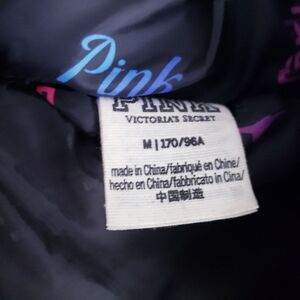 Pink
PINK
VICTORIA'S SECRET
M | 170/96A
made in China/fabriqué en Chine/
hecho en China/fabbricato in Cina/
中国制造